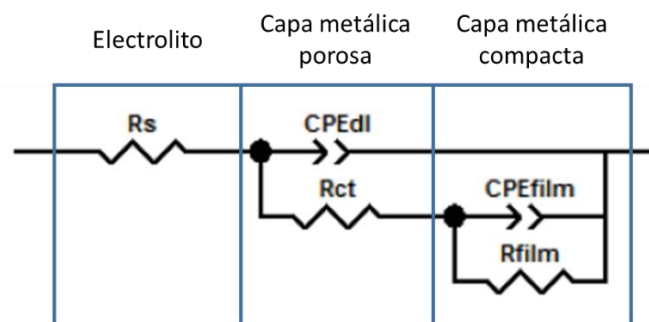 Electrolito
Capa metálica
porosa
Capa metálica
compacta
Rs
CPEdl
Rct
CPEfilm
Rfilm